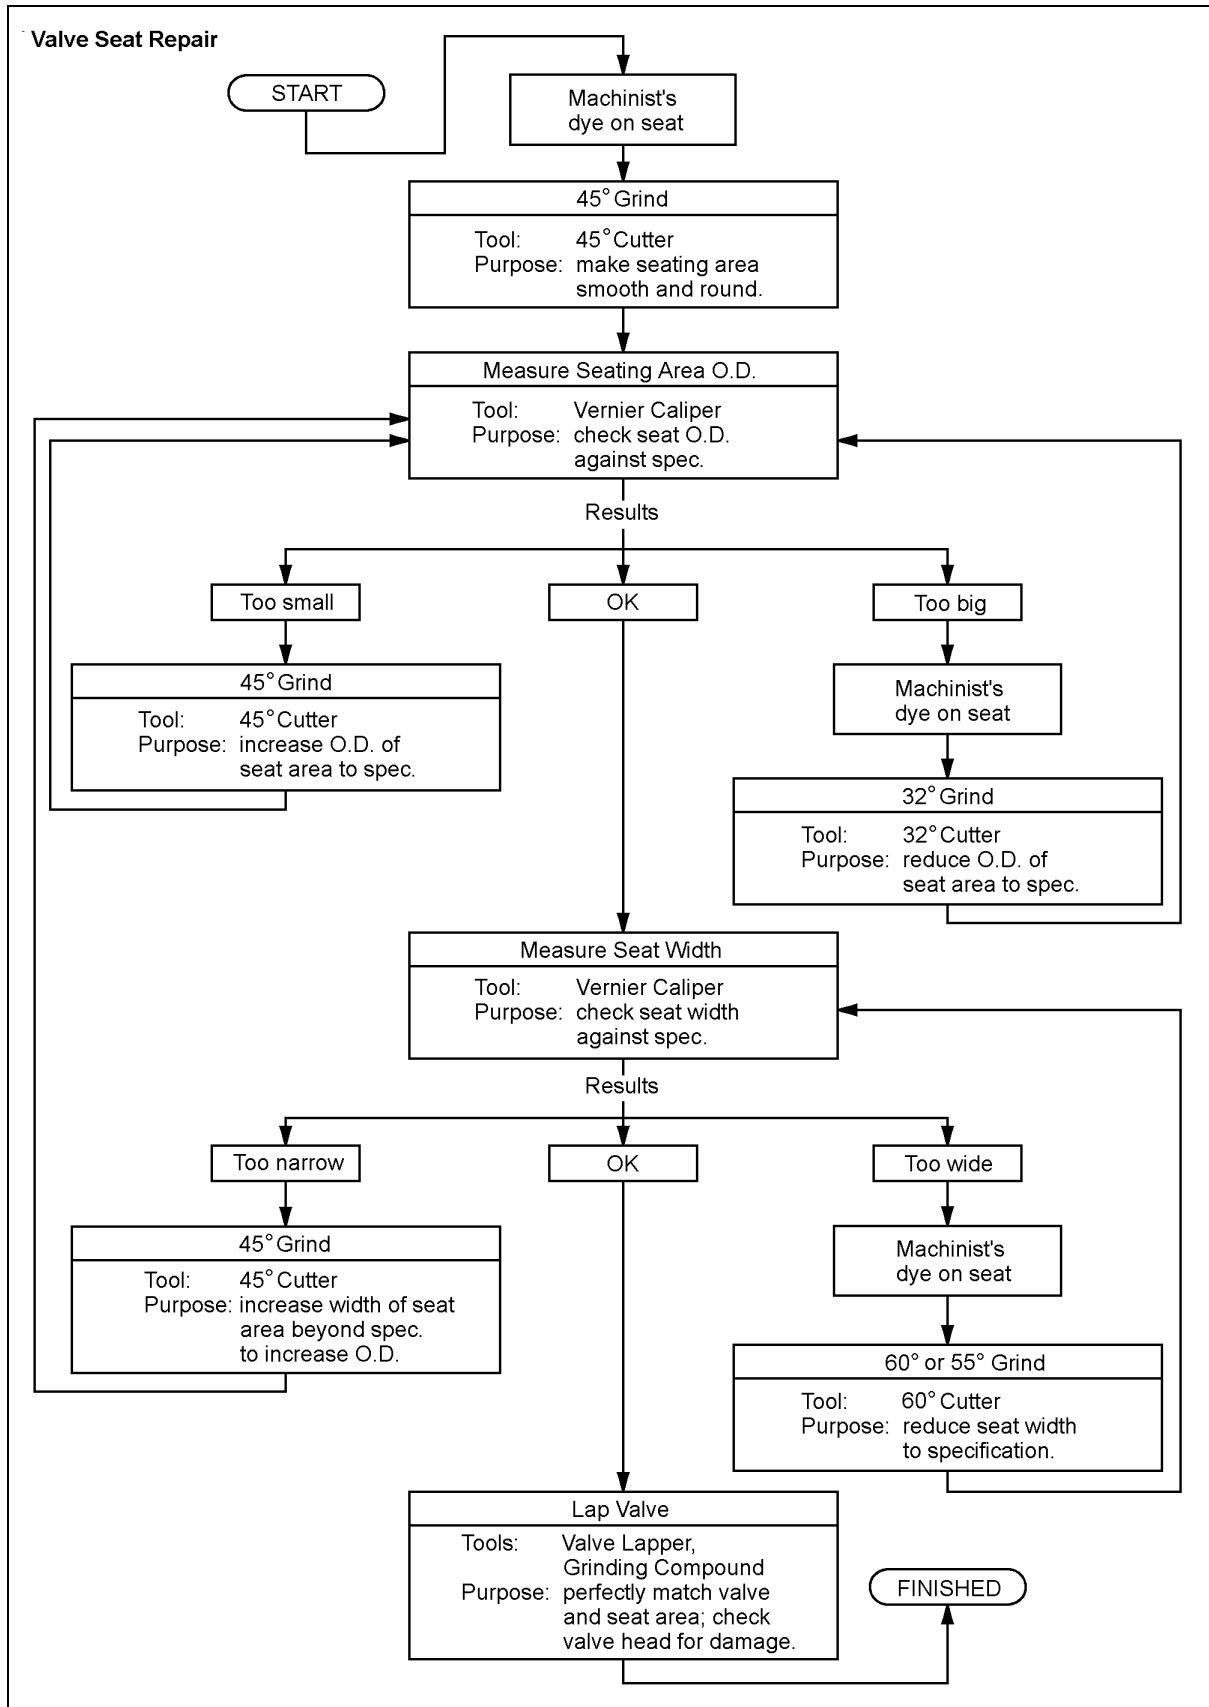 Valve Seat Repair
START
Machinist's
dye on seat
45° Grind
Tool: 45° Cutter
Purpose: make seating area
smooth and round.
Measure Seating Area O.D.
Tool: Vernier Caliper
Purpose: check seat O.D.
against spec.
Results
Too small
OK
Too big
45° Grind
Tool: 45° Cutter
Purpose: increase O.D. of
seat area to spec.
Machinist's
dye on seat
32° Grind
Tool: 32° Cutter
Purpose: reduce O.D. of
seat area to spec.
Measure Seat Width
Tool: Vernier Caliper
Purpose: check seat width
against spec.
Results
Too narrow
OK
Too wide
45° Grind
Tool: 45° Cutter
Purpose: increase width of seat
area beyond spec.
to increase O.D.
Machinist's
dye on seat
60° or 55° Grind
Tool: 60° Cutter
Purpose: reduce seat width
to specification.
Lap Valve
Tools: Valve Lapper,
Grinding Compound
Purpose: perfectly match valve
and seat area; check
valve head for damage.
FINISHED